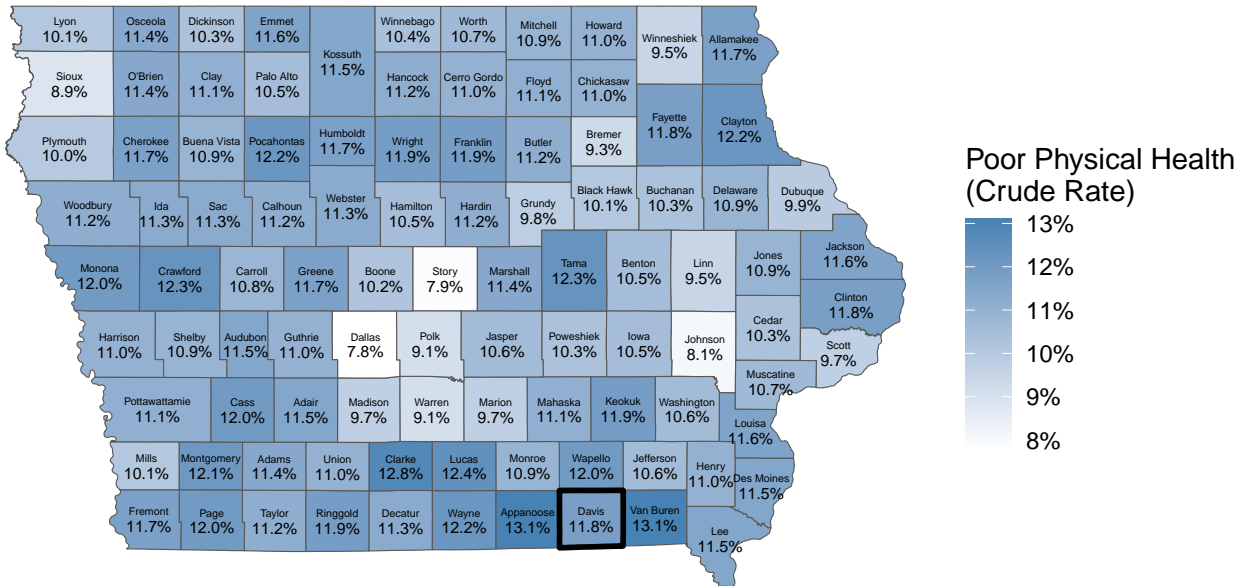 Lyon
10.1%
Osceola
11.4%
Dickinson
10.3%
Emmet
11.6%
Kossuth
11.5%
Winnebago
10.4%
Worth
10.7%
Mitchell
10.9%
Howard
11.0%
Winneshiek
9.5%
Allamakee
11.7%
Sioux
8.9%
O'Brien
11.4%
Clay
11.1%
Palo Alto
10.5%
Hancock
11.2%
Cerro Gordo
11.0%
Floyd
11.1%
Chickasaw
11.0%
Fayette
11.8%
Clayton
12.2%
Plymouth
10.0%
Cherokee
11.7%
Buena Vista
10.9%
Pocahontas
12.2%
Humboldt
11.7%
Wright
11.9%
Franklin
11.9%
Butler
11.2%
Bremer
9.3%
Woodbury
11.2%
Ida
11.3%
Sac
11.3%
Calhoun
11.2%
Webster
11.3%
Hamilton
10.5%
Hardin
11.2%
Grundy
9.8%
Black Hawk
10.1%
Buchanan
10.3%
Delaware
10.9%
Dubuque
9.9%
Monona
12.0%
Crawford
12.3%
Carroll
10.8%
Greene
11.7%
Boone
10.2%
Story
7.9%
Marshall
11.4%
Tama
12.3%
Benton
10.5%
Linn
9.5%
Jones
10.9%
Jackson
11.6%
Clinton
11.8%
Harrison
11.0%
Shelby
10.9%
Audubon
11.5%
Guthrie
11.0%
Dallas
7.8%
Polk
9.1%
Jasper
10.6%
Poweshiek
10.3%
Iowa
10.5%
Johnson
8.1%
Cedar
10.3%
Scott
9.7%
Muscatine
10.7%
Pottawattamie
11.1%
Cass
12.0%
Adair
11.5%
Madison
9.7%
Warren
9.1%
Marion
9.7%
Mahaska
11.1%
Keokuk
11.9%
Washington
10.6%
Louisa
11.6%
Mills
10.1%
Montgomery
12.1%
Adams
11.4%
Union
11.0%
Clarke
12.8%
Lucas
12.4%
Monroe
10.9%
Wapello
12.0%
Jefferson
10.6%
Henry
11.0%
Des Moines
11.5%
Fremont
11.7%
Page
12.0%
Taylor
11.2%
Ringgold
11.9%
Decatur
11.3%
Wayne
12.2%
Appanoose
13.1%
Davis
11.8%
Van Buren
13.1%
Lee
11.5%
Poor Physical Health
(Crude Rate)
13%
12%
11%
10%
9%
8%